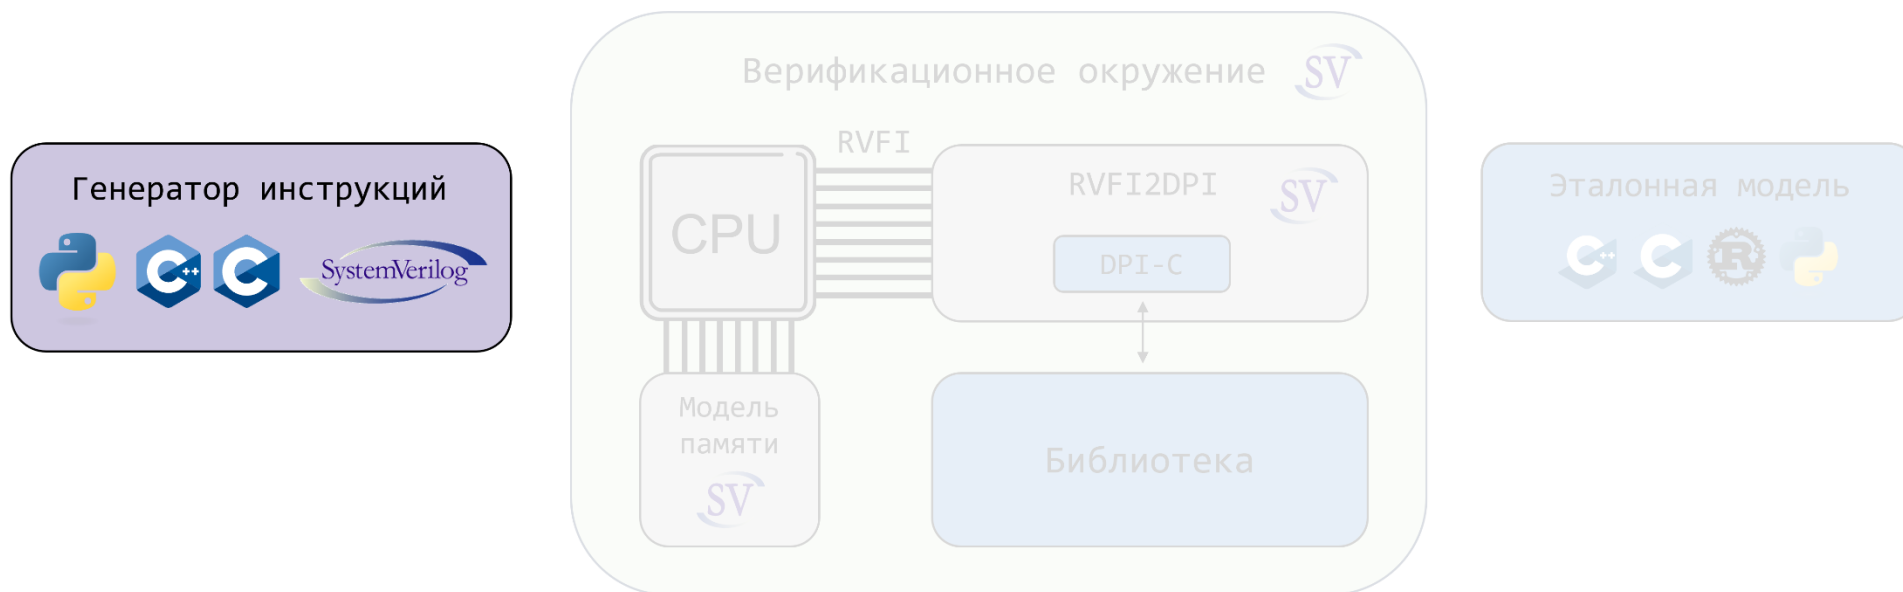 Верификационное окружение
SV
Генератор инструкций
C++
C
SystemVerilog
CPU
RVFI
RVFI2DPI
SV
DPI-C
Модель
памяти
SV
Библиотека
Эталонная модель
C++
C
R